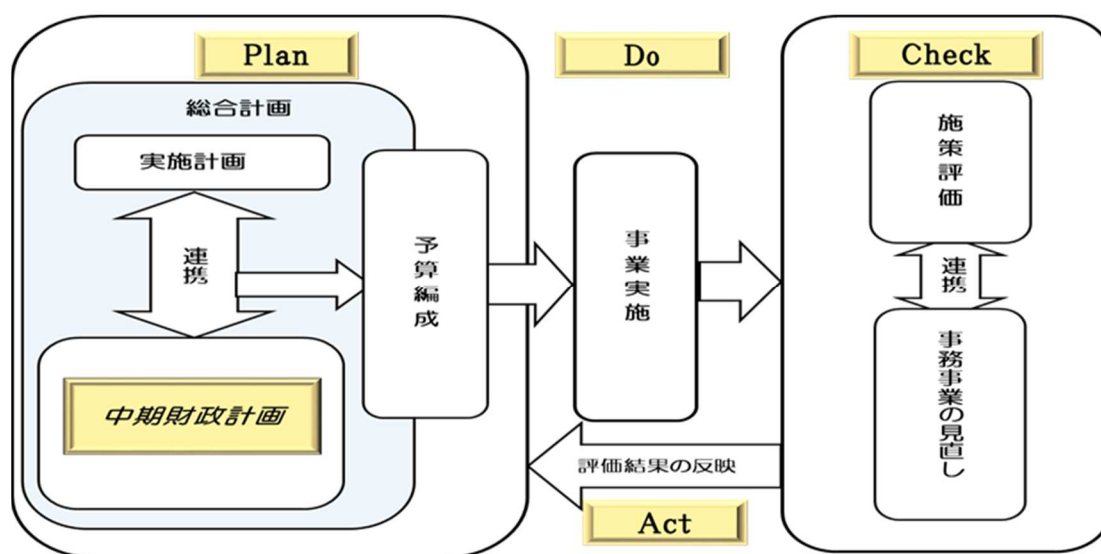 Plan
総合計画
実施計画
連携
中期財政計画
予算編成
Do
事業実施
Check
施策評価
連携
事務事業の見直し
評価結果の反映
Act